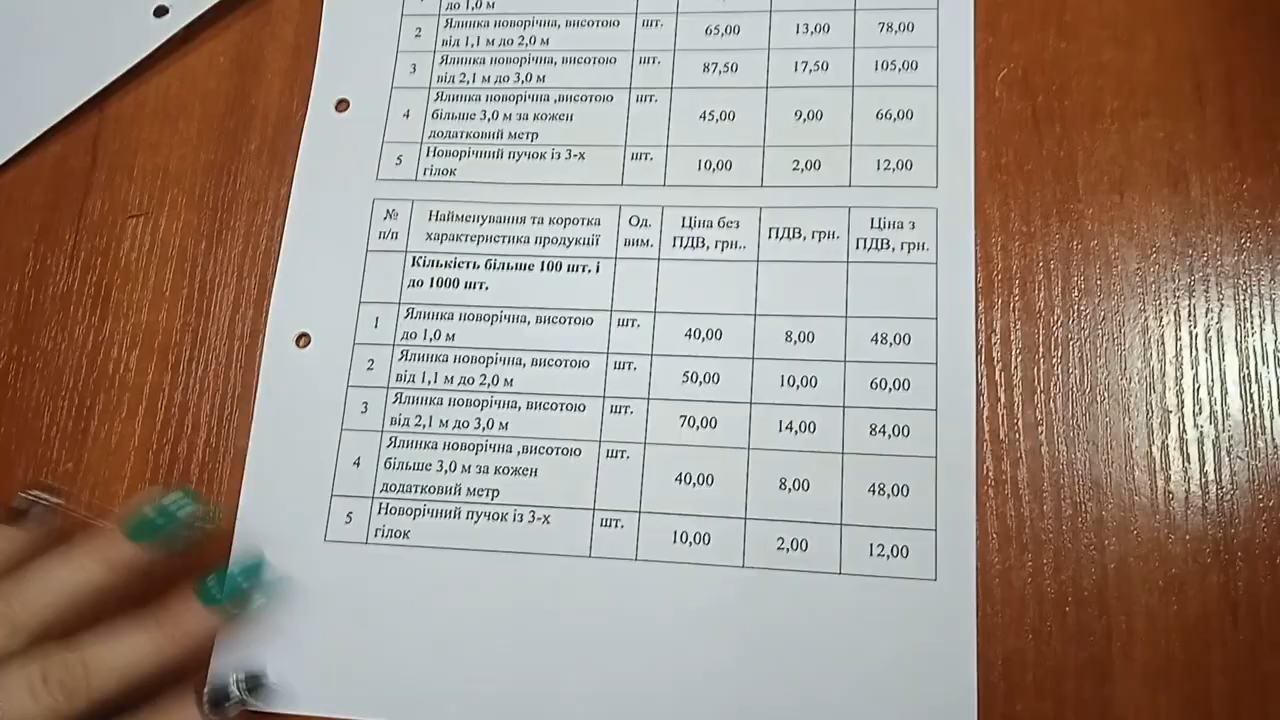 до 1,0 м
2 Ялинка новорічна, висотою шт. 65,00 13,00 78,00
від 1,1 м до 2,0 м
3 Ялинка новорічна, висотою шт. 87,50 17,50 105,00
від 2,1 м до 3,0 м
4 Ялинка новорічна ,висотою шт. 45,00 9,00 66,00
більше 3,0 м за кожен
додатковий метр
5 Новорічний пучок із 3-х шт. 10,00 2,00 12,00
гілок
№ Найменування та коротка Од. Ціна без ПДВ, грн. Ціна з
п/п характеристика продукції вим. ПДВ, грн.. ПДВ, грн.
Кількість більше 100 шт. і
до 1000 шт.
1 Ялинка новорічна, висотою шт. 40,00 8,00 48,00
до 1,0 м
2 Ялинка новорічна, висотою шт. 50,00 10,00 60,00
від 1,1 м до 2,0 м
3 Ялинка новорічна, висотою шт. 70,00 14,00 84,00
від 2,1 м до 3,0 м
4 Ялинка новорічна ,висотою шт. 40,00 8,00 48,00
більше 3,0 м за кожен
додатковий метр
5 Новорічний пучок із 3-х шт. 10,00 2,00 12,00
гілок